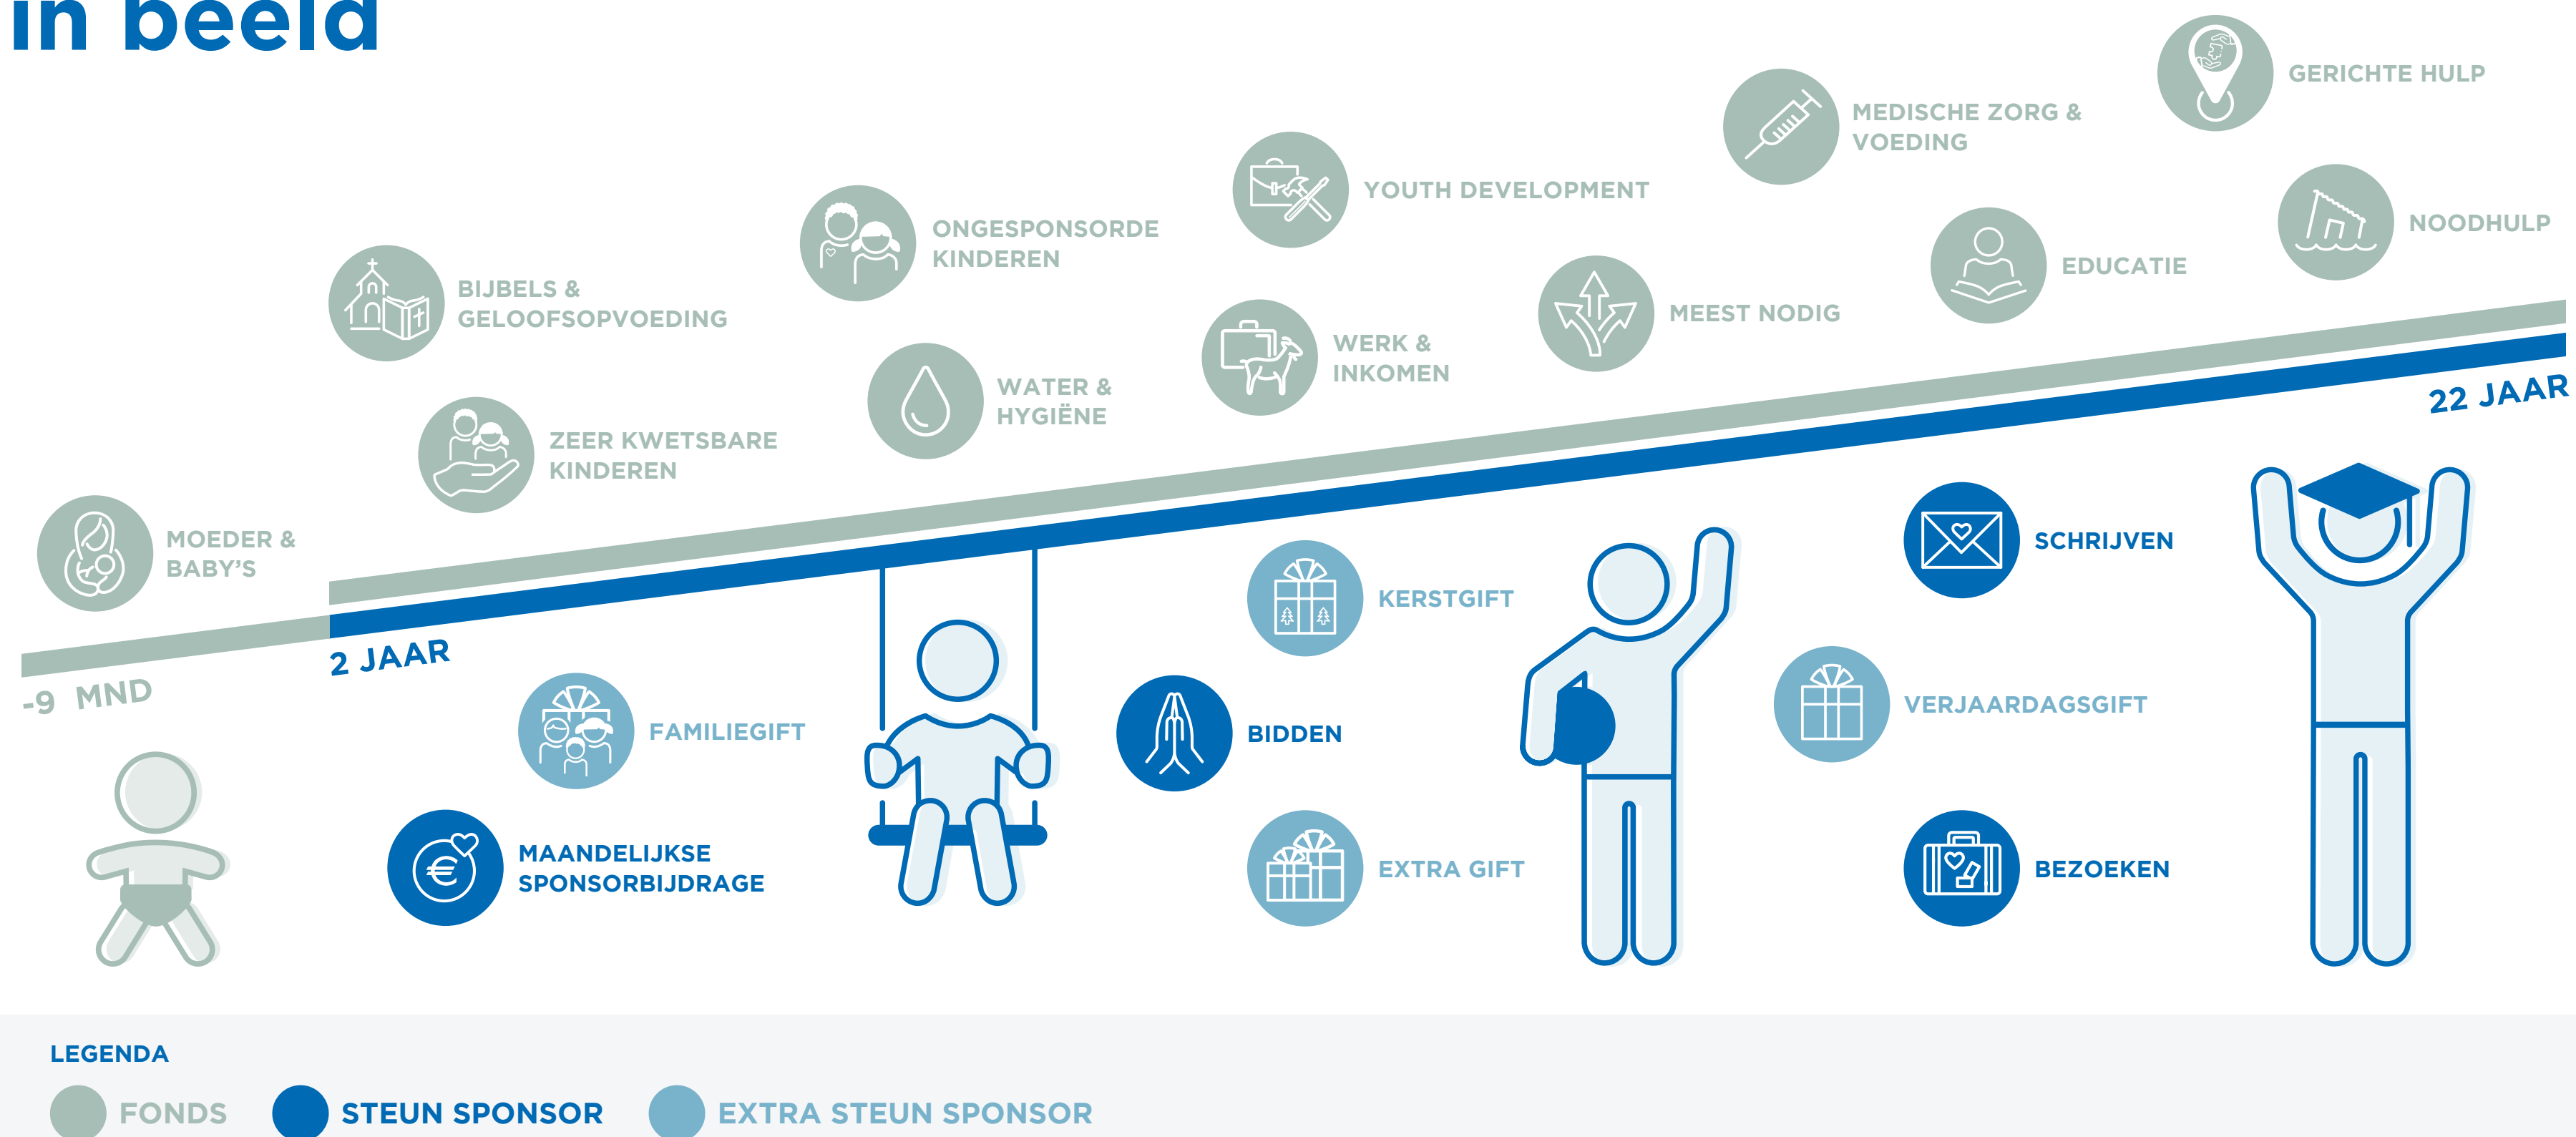 in beeld
GERICHTE HULP
MEDISCHE ZORG &
VOEDING
YOUTH DEVELOPMENT
NOODHULP
ONGESPONSORDE
KINDEREN
EDUCATIE
BIJBELS &
GELOOFSOPVOEDING
MEEST NODIG
WERK &
INKOMEN
WATER &
HYGIËNE
ZEER KWETSBARE
KINDEREN
MOEDER &
BABY'S
22 JAAR
2 JAAR
-9 MND
SCHRIJVEN
KERSTGIFT
VERJAARDAGSGIFT
FAMILIEGIFT
BIDDEN
€
MAANDELIJKSE
SPONSORBIJDRAGE
EXTRA GIFT
BEZOEKEN
LEGENDA
FONDS
STEUN SPONSOR
EXTRA STEUN SPONSOR